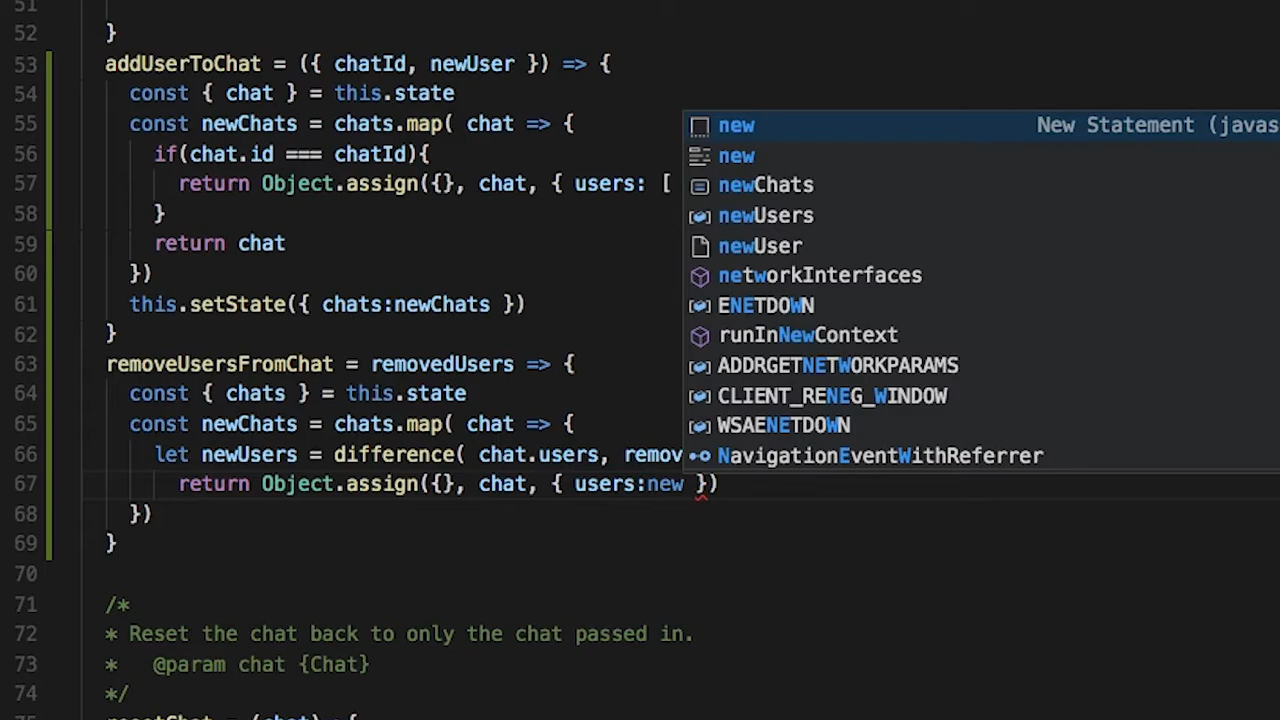 51
52 }
53 addUserToChat = ({ chatId, newUser }) => {
54 const { chat } = this.state
55 const newChats = chats.map( chat => {
56 if(chat.id === chatId){
57 return Object.assign({}, chat, { users: [
58 }
59 return chat
60 })
61 this.setState({ chats:newChats })
62 }
63 removeUsersFromChat = removedUsers => {
64 const { chats } = this.state
65 const newChats = chats.map( chat => {
66 let newUsers = difference( chat.users, remov
67 return Object.assign({}, chat, { users:new })
68 })
69 }
70
71 /*
72 * Reset the chat back to only the chat passed in.
73 * @param chat {Chat}
74 */
75 resetChat = (chat) => {
new New Statement (javas
new
newChats
newUsers
newUser
networkInterfaces
ENETDOWN
runInNewContext
ADDRGETNETWORKPARAMS
CLIENT_RENEG_WINDOW
WSAENETDOWN
NavigationEventWithReferrer